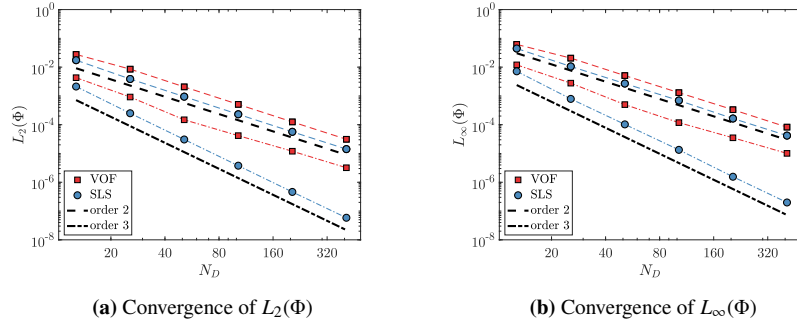 10^0
10^-2
10^-4
10^-6
10^-8
L_2(Φ)
VOF
SLS
order 2
order 3
20 40 80 160 320
N_D
(a) Convergence of L_2(Φ)
10^0
10^-2
10^-4
10^-6
10^-8
L_∞(Φ)
VOF
SLS
order 2
order 3
20 40 80 160 320
N_D
(b) Convergence of L_∞(Φ)